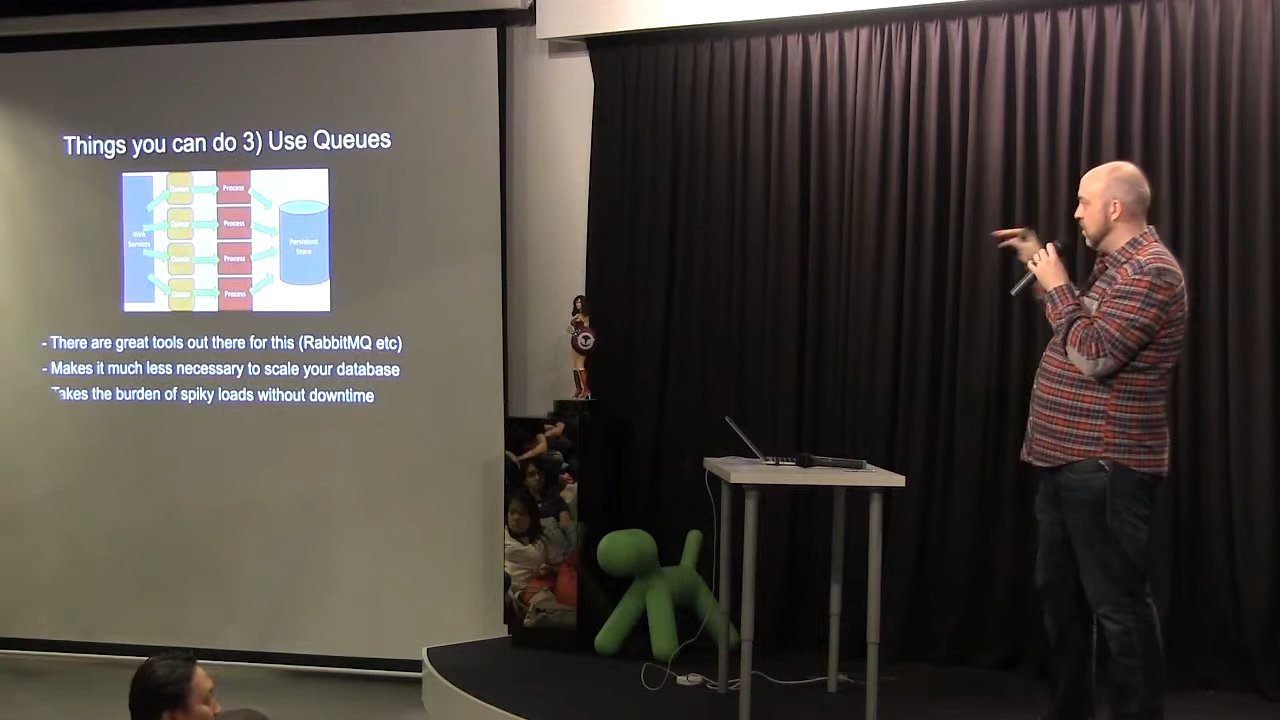 Things you can do 3) Use Queues
Queue Process
Queue Process
Web Services
Persistent Store
Queue Process
Queue Process
- There are great tools out there for this (RabbitMQ etc)
- Makes it much less necessary to scale your database
Takes the burden of spiky loads without downtime